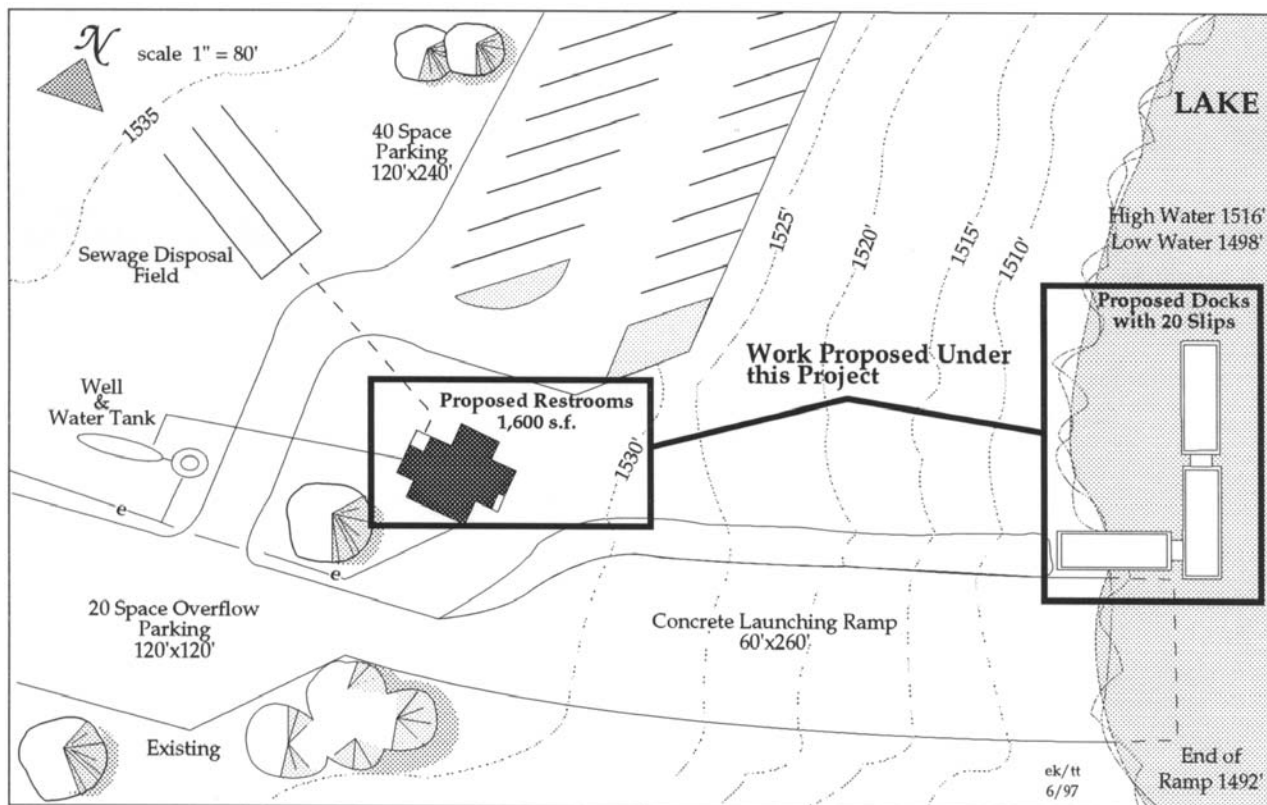 N
scale 1" = 80'
1535
40 Space
Parking
120'x240'
LAKE
High Water 1516'
Low Water 1498'
1525'
1520'
1515'
1510'
Sewage Disposal
Field
Proposed Docks
with 20 Slips
Work Proposed Under
this Project
Well
&
Water Tank
Proposed Restrooms
1,600 s.f.
1530'
e
e
20 Space Overflow
Parking
120'x120'
Concrete Launching Ramp
60'x260'
Existing
ek/tt
6/97
End of
Ramp 1492'